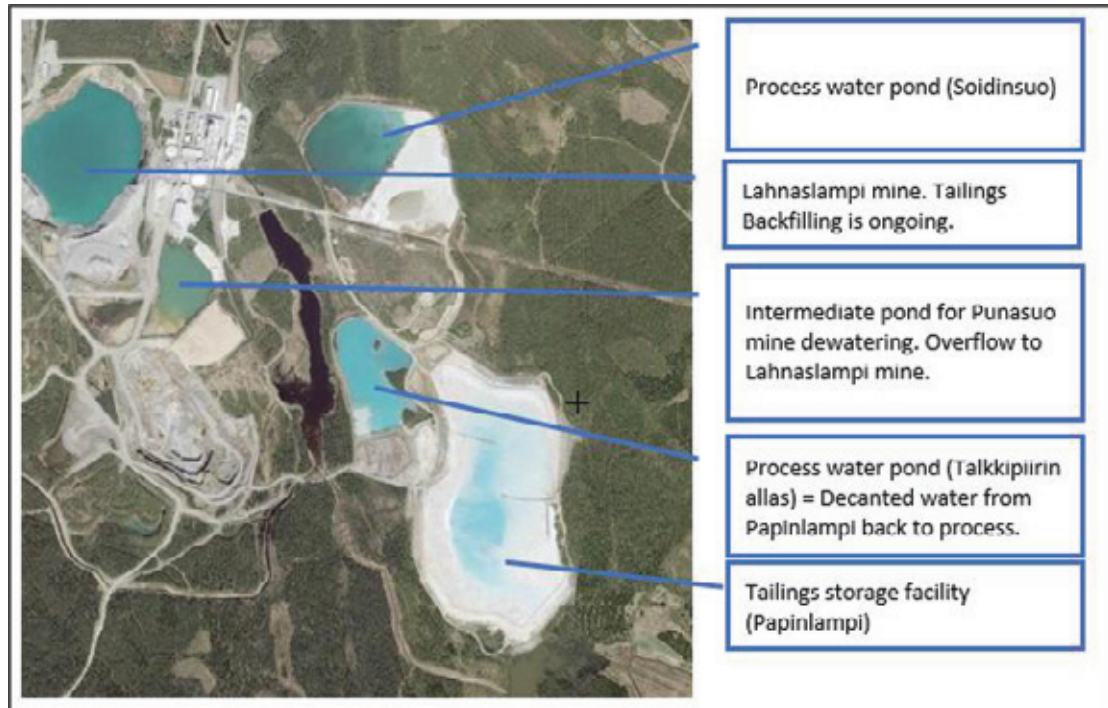 Process water pond (Soidinsuo)
Lahnaslampi mine. Tailings
Backfilling is ongoing.
Intermediate pond for Punasuo
mine dewatering. Overflow to
Lahnaslampi mine.
Process water pond (Talkkipiirin
allas) = Decanted water from
Papinlampi back to process.
Tailings storage facility
(Papinlampi)